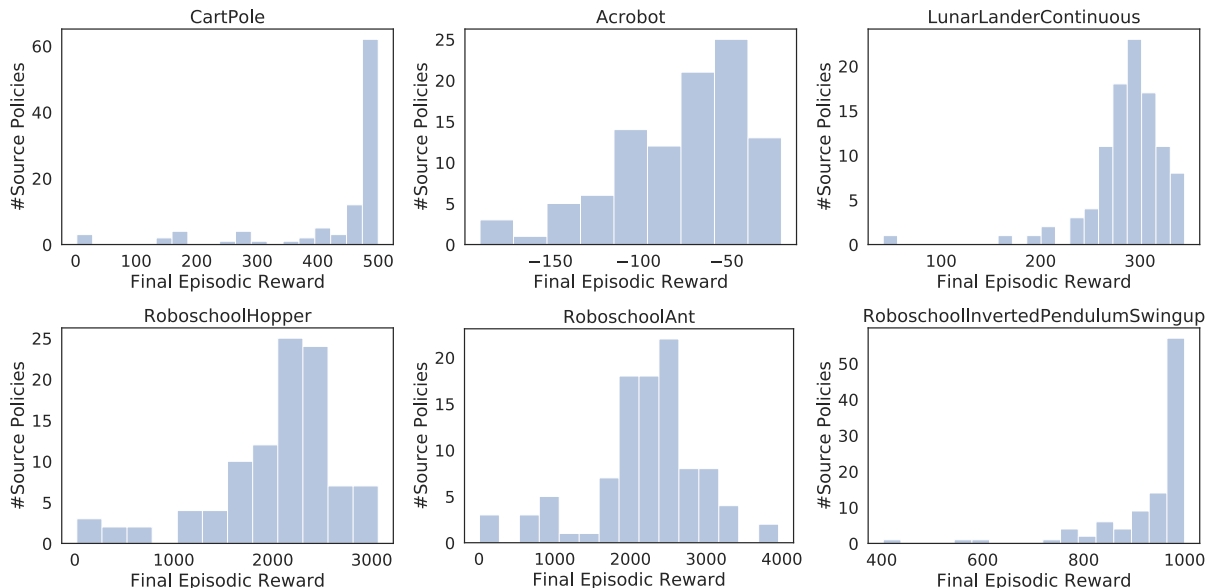 CartPole
60
40
20
0
#Source Policies
0 100 200 300 400 500
Final Episodic Reward
Acrobot
25
20
15
10
5
0
#Source Policies
−150 −100 −50
Final Episodic Reward
LunarLanderContinuous
20
15
10
5
0
#Source Policies
100 200 300
Final Episodic Reward
RoboschoolHopper
25
20
15
10
5
0
#Source Policies
0 1000 2000 3000
Final Episodic Reward
RoboschoolAnt
20
15
10
5
0
#Source Policies
0 1000 2000 3000 4000
Final Episodic Reward
RoboschoolInvertedPendulumSwingup
50
40
30
20
10
0
#Source Policies
400 600 800 1000
Final Episodic Reward